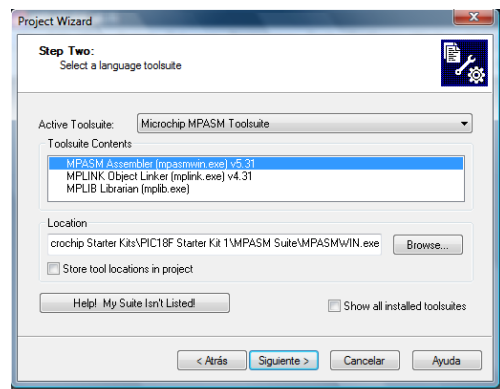 Project Wizard
Step Two:
Select a language toolsuite
Active Toolsuite: Microchip MPASM Toolsuite
Toolsuite Contents
MPASM Assembler (mpasmwin.exe) v5.31
MPLINK Object Linker (mplink.exe) v4.31
MPLIB Librarian (mplib.exe)
Location
crochip Starter Kits\PIC18F Starter Kit 1\MPASM Suite\MPASMWIN.exe Browse...
Store tool locations in project
Help! My Suite Isn't Listed! Show all installed toolsuites
< Atrás Siguiente > Cancelar Ayuda